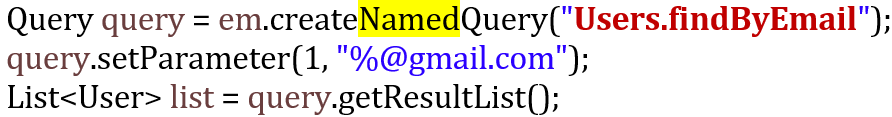 Query query = em.createNamedQuery("Users.findByEmail");
query.setParameter(1, "%@gmail.com");
List<User> list = query.getResultList();